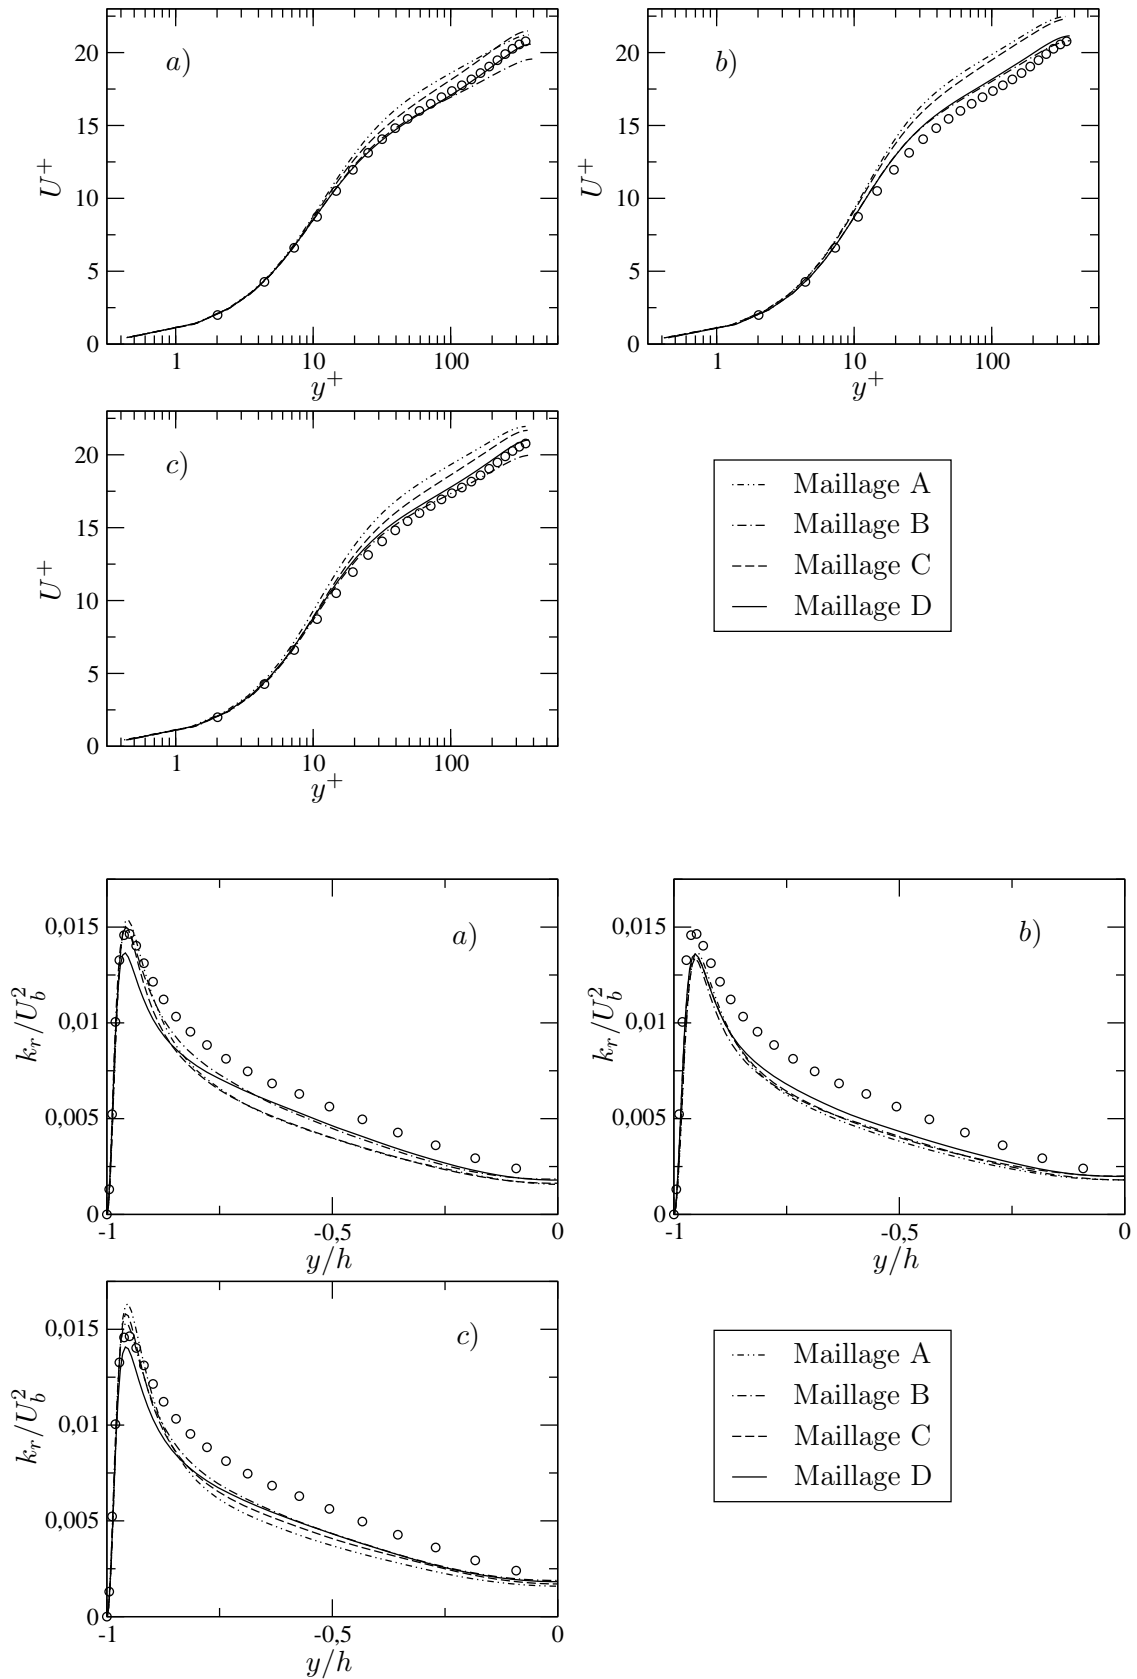 a)
20
15
10
5
0
U+
1 10 100
y+
b)
20
15
10
5
0
U+
1 10 100
y+
c)
20
15
10
5
0
U+
1 10 100
y+
Maillage A
Maillage B
Maillage C
Maillage D
a)
0,015
0,01
0,005
0
k_r/U_b^2
-1 -0,5 0
y/h
b)
0,015
0,01
0,005
0
k_r/U_b^2
-1 -0,5 0
y/h
c)
0,015
0,01
0,005
0
k_r/U_b^2
-1 -0,5 0
y/h
Maillage A
Maillage B
Maillage C
Maillage D